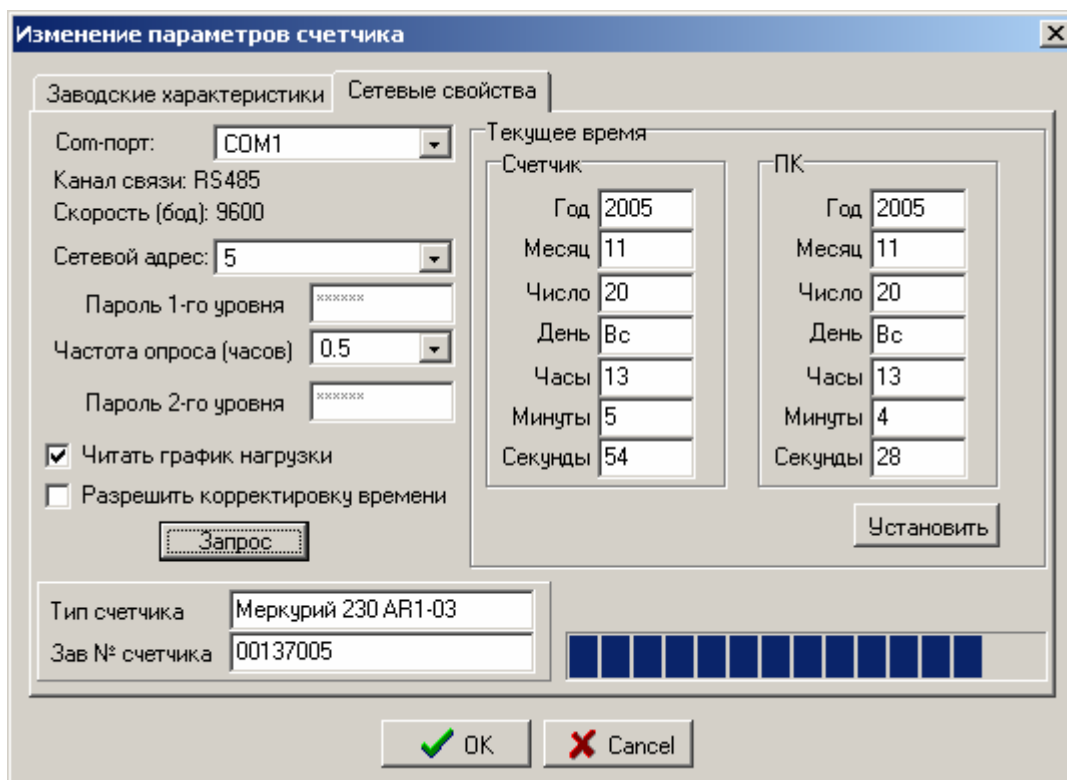 Изменение параметров счетчика
Заводские характеристики
Сетевые свойства
Com-порт: COM1
Канал связи: RS485
Скорость (бод): 9600
Сетевой адрес: 5
Пароль 1-го уровня ******
Частота опроса (часов) 0.5
Пароль 2-го уровня ******
Читать график нагрузки
Разрешить корректировку времени
Запрос
Текущее время
Счетчик
Год 2005
Месяц 11
Число 20
День Вс
Часы 13
Минуты 5
Секунды 54
ПК
Год 2005
Месяц 11
Число 20
День Вс
Часы 13
Минуты 4
Секунды 28
Установить
Тип счетчика Меркурий 230 AR1-03
Зав № счетчика 00137005
OK
Cancel